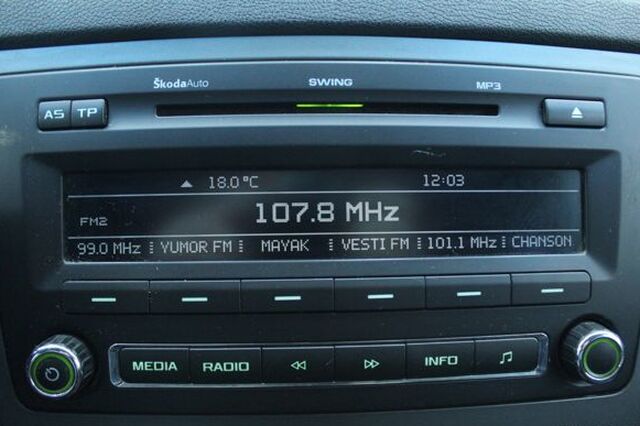 ŠkodaAuto SWING MP3
AS TP
18.0°C 12:03
FM2 107.8 MHz
99.0 MHz YUMOR FM MAYAK VESTI FM 101.1 MHz CHANSON
MEDIA RADIO INFO